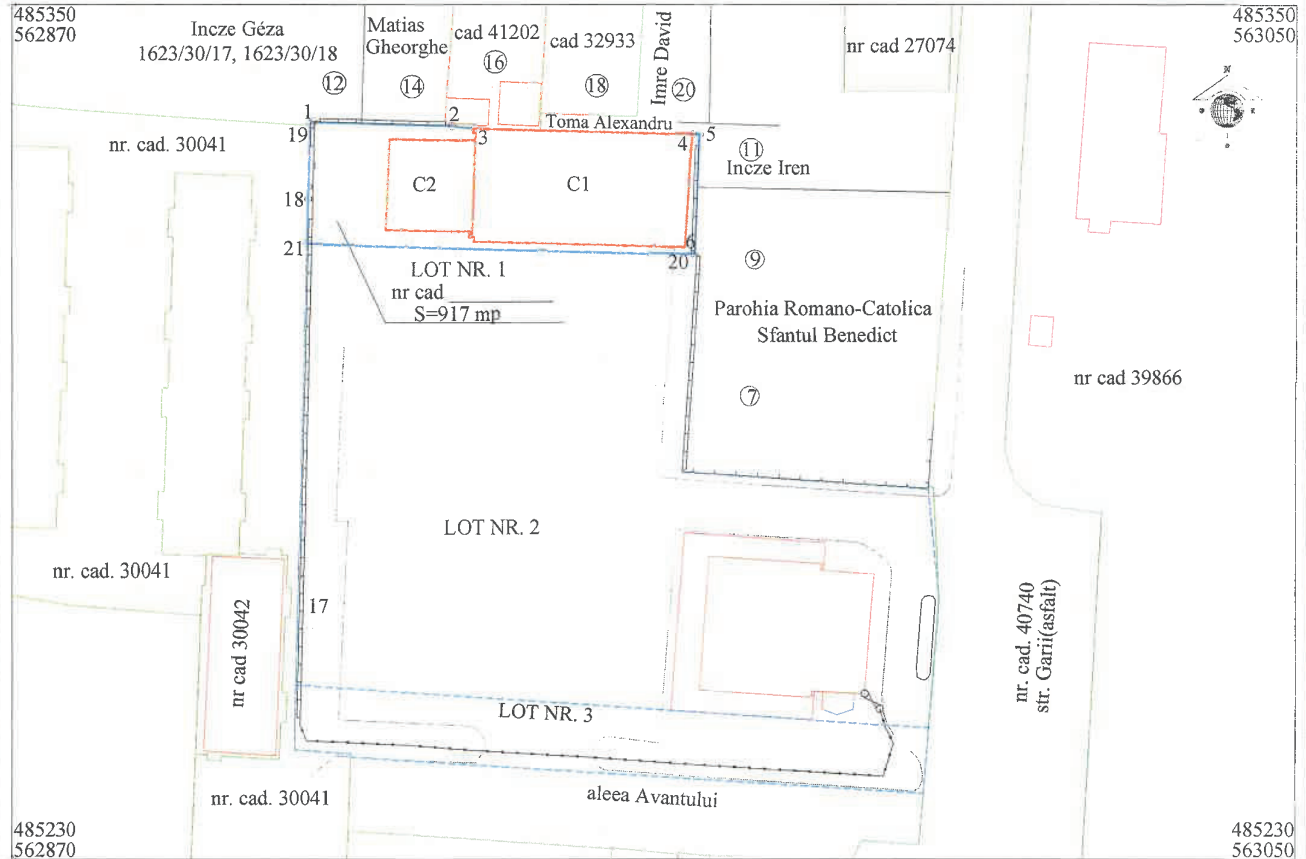 485350
562870
485350
563050
Incze Géza
1623/30/17, 1623/30/18
Matias
Gheorghe
cad 41202
cad 32933
Imre David
nr cad 27074
12
14
16
18
20
N
1
2
Toma Alexandru
3
4
5
19
nr. cad. 30041
11
Incze Iren
C2
C1
18
21
6
20
LOT NR. 1
nr cad
S=917 mp
9
Parohia Romano-Catolica
Sfantul Benedict
7
nr cad 39866
LOT NR. 2
nr. cad. 30041
17
nr cad 30042
nr. cad. 40740
str. Garii(asfalt)
LOT NR. 3
nr. cad. 30041
aleea Avantului
485230
562870
485230
563050